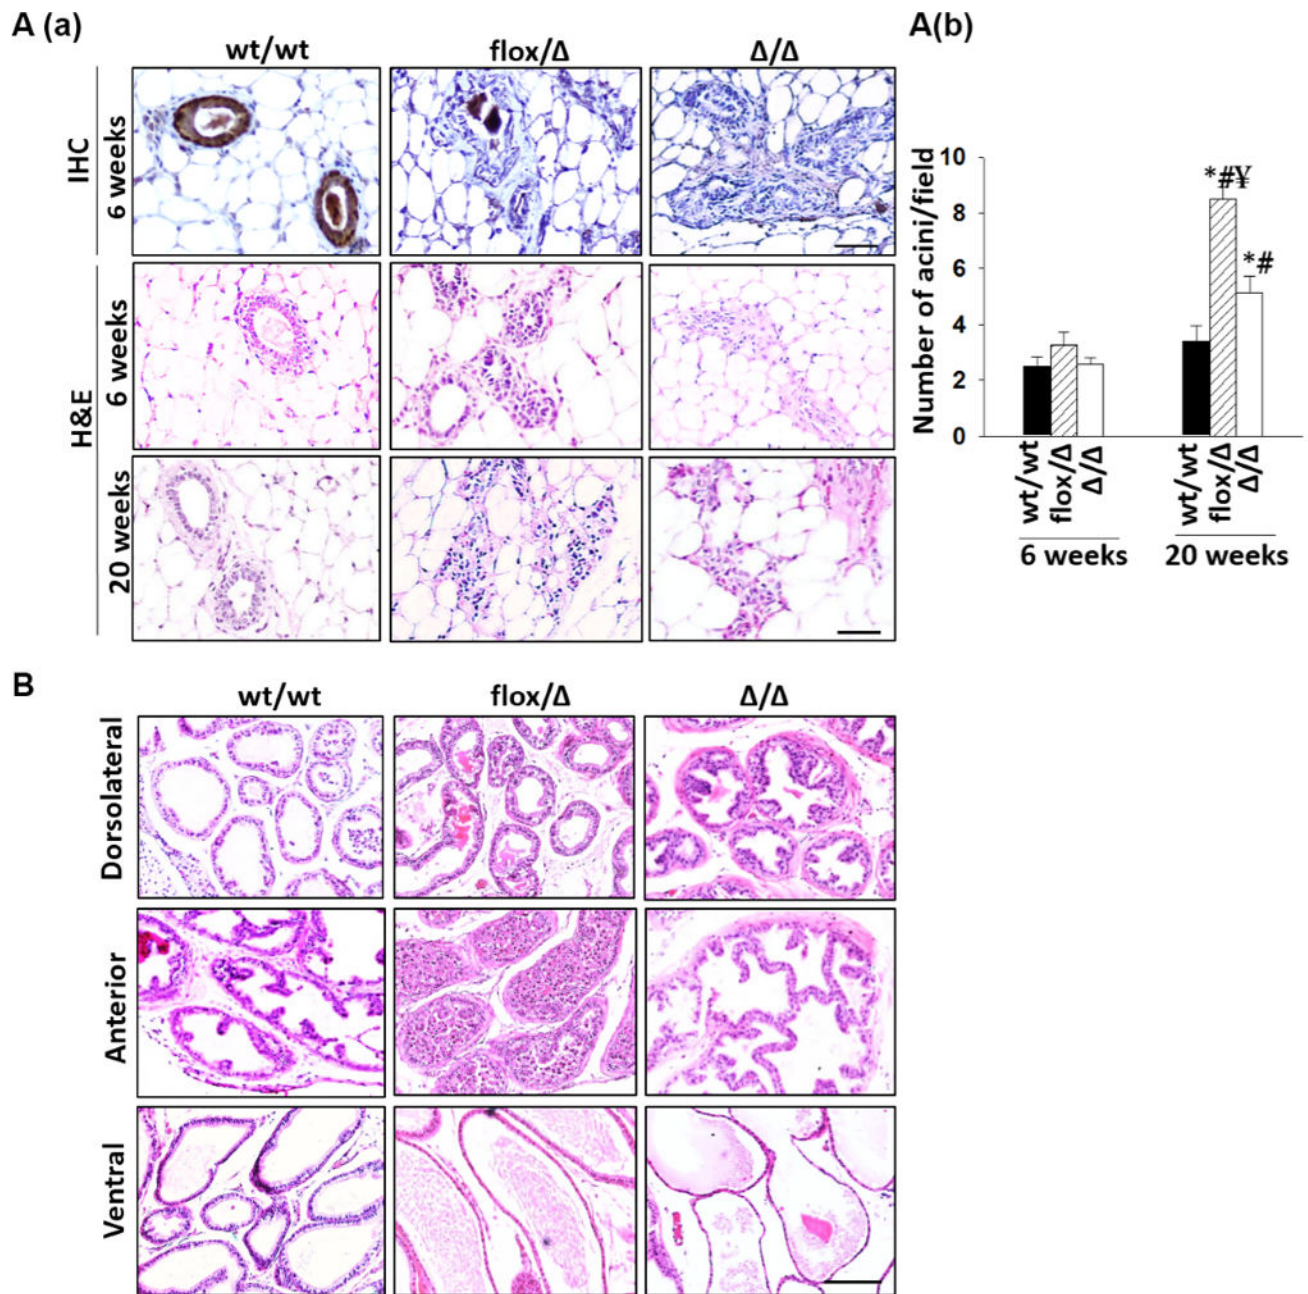 A (a)
wt/wt flox/Δ Δ/Δ
IHC
6 weeks
H&E
6 weeks
20 weeks
A(b)
Number of acini/field
10
8
6
4
2
0
*#¥
*#
wt/wt
flox/Δ
Δ/Δ
wt/wt
flox/Δ
Δ/Δ
6 weeks 20 weeks
B
wt/wt flox/Δ Δ/Δ
Dorsolateral
Anterior
Ventral